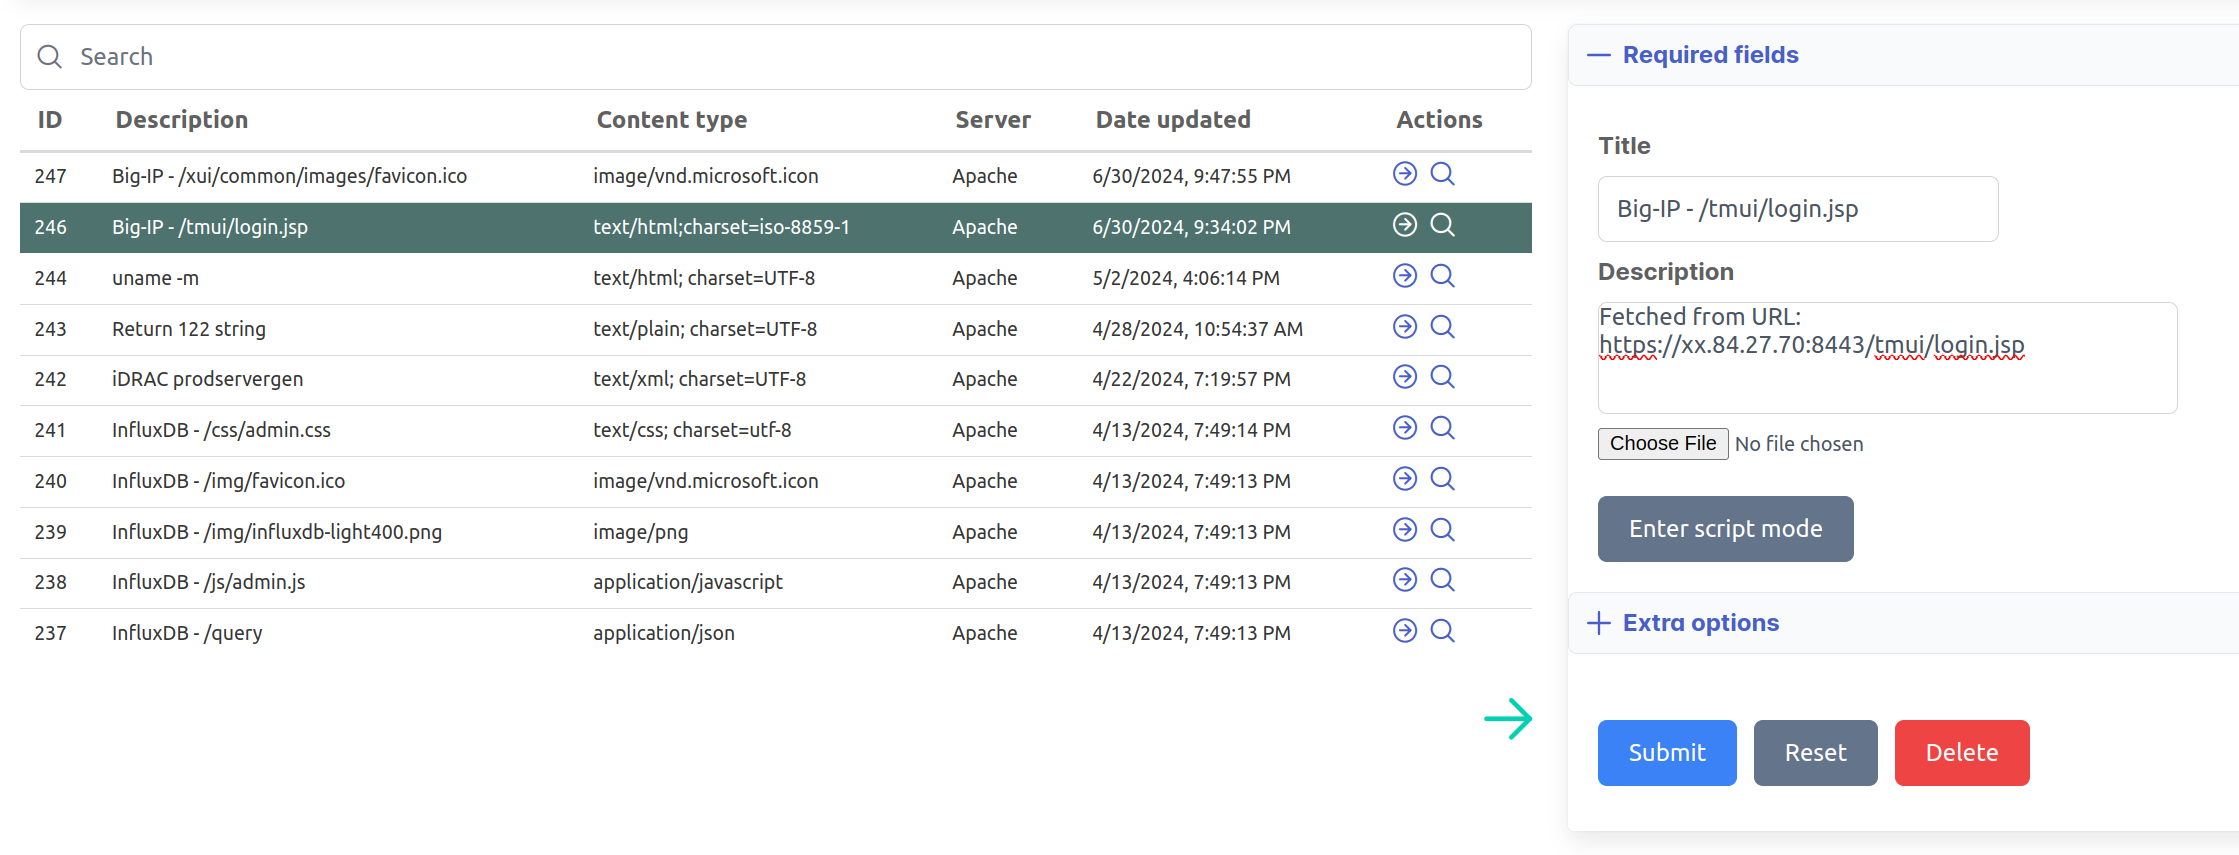 Search
ID Description Content type Server Date updated Actions
247 Big-IP - /xui/common/images/favicon.ico image/vnd.microsoft.icon Apache 6/30/2024, 9:47:55 PM
246 Big-IP - /tmui/login.jsp text/html;charset=iso-8859-1 Apache 6/30/2024, 9:34:02 PM
244 uname -m text/html; charset=UTF-8 Apache 5/2/2024, 4:06:14 PM
243 Return 122 string text/plain; charset=UTF-8 Apache 4/28/2024, 10:54:37 AM
242 iDRAC prodservergen text/xml; charset=UTF-8 Apache 4/22/2024, 7:19:57 PM
241 InfluxDB - /css/admin.css text/css; charset=utf-8 Apache 4/13/2024, 7:49:14 PM
240 InfluxDB - /img/favicon.ico image/vnd.microsoft.icon Apache 4/13/2024, 7:49:13 PM
239 InfluxDB - /img/influxdb-light400.png image/png Apache 4/13/2024, 7:49:13 PM
238 InfluxDB - /js/admin.js application/javascript Apache 4/13/2024, 7:49:13 PM
237 InfluxDB - /query application/json Apache 4/13/2024, 7:49:13 PM
Required fields
Title
Big-IP - /tmui/login.jsp
Description
Fetched from URL:
https://xx.84.27.70:8443/tmui/login.jsp
Choose File No file chosen
Enter script mode
Extra options
Submit Reset Delete